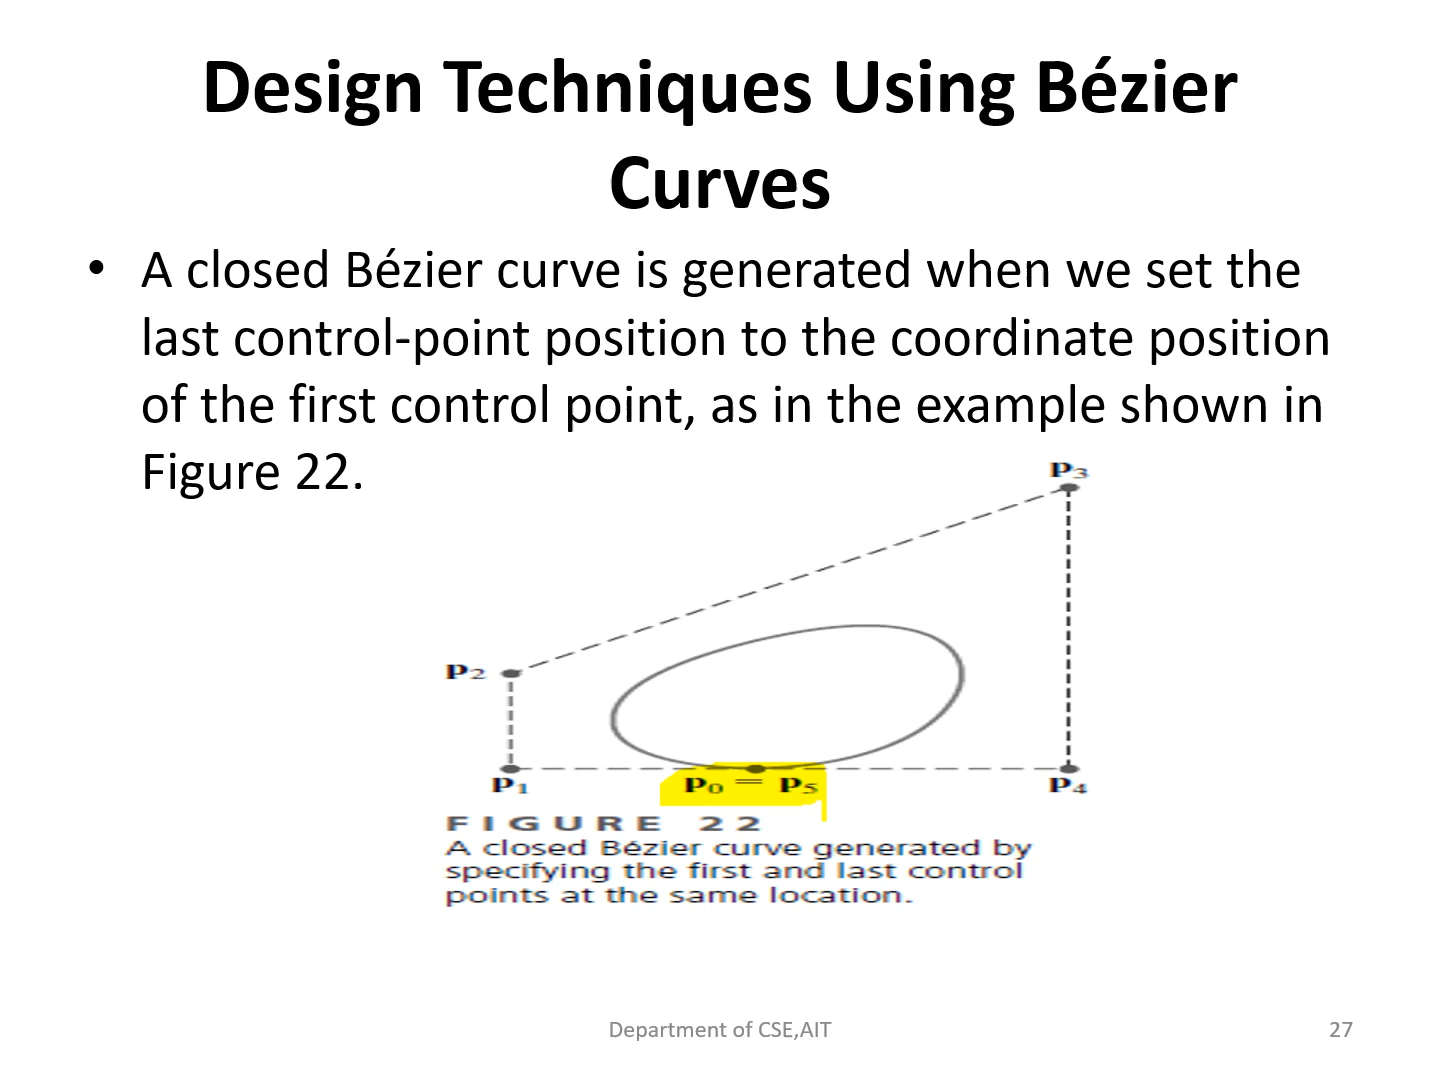 Design Techniques Using Bézier
Curves
• A closed Bézier curve is generated when we set the
last control-point position to the coordinate position
of the first control point, as in the example shown in
Figure 22.
p3
p2
p1
p0 = p5
p4
FIGURE 22
A closed Bézier curve generated by
specifying the first and last control
points at the same location.
Department of CSE,AIT
27